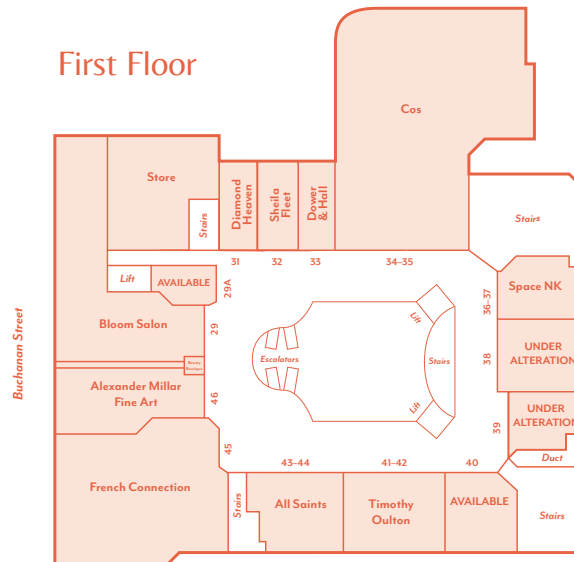 First Floor
Cos
Store
Stairs
Diamond
Heaven
Sheila
Fleet
Dower
& Hall
Stairs
31
32
33
34–35
Lift
AVAILABLE
29A
Space NK
36–37
Bloom Salon
29
Lift
Buchanan Street
Escalators
Stairs
38
UNDER
ALTERATION
Beauty
Boutique
Alexander Millar
Fine Art
46
Lift
39
UNDER
ALTERATION
45
43–44
41–42
40
Duct
French Connection
Stairs
All Saints
Timothy
Oulton
AVAILABLE
Stairs